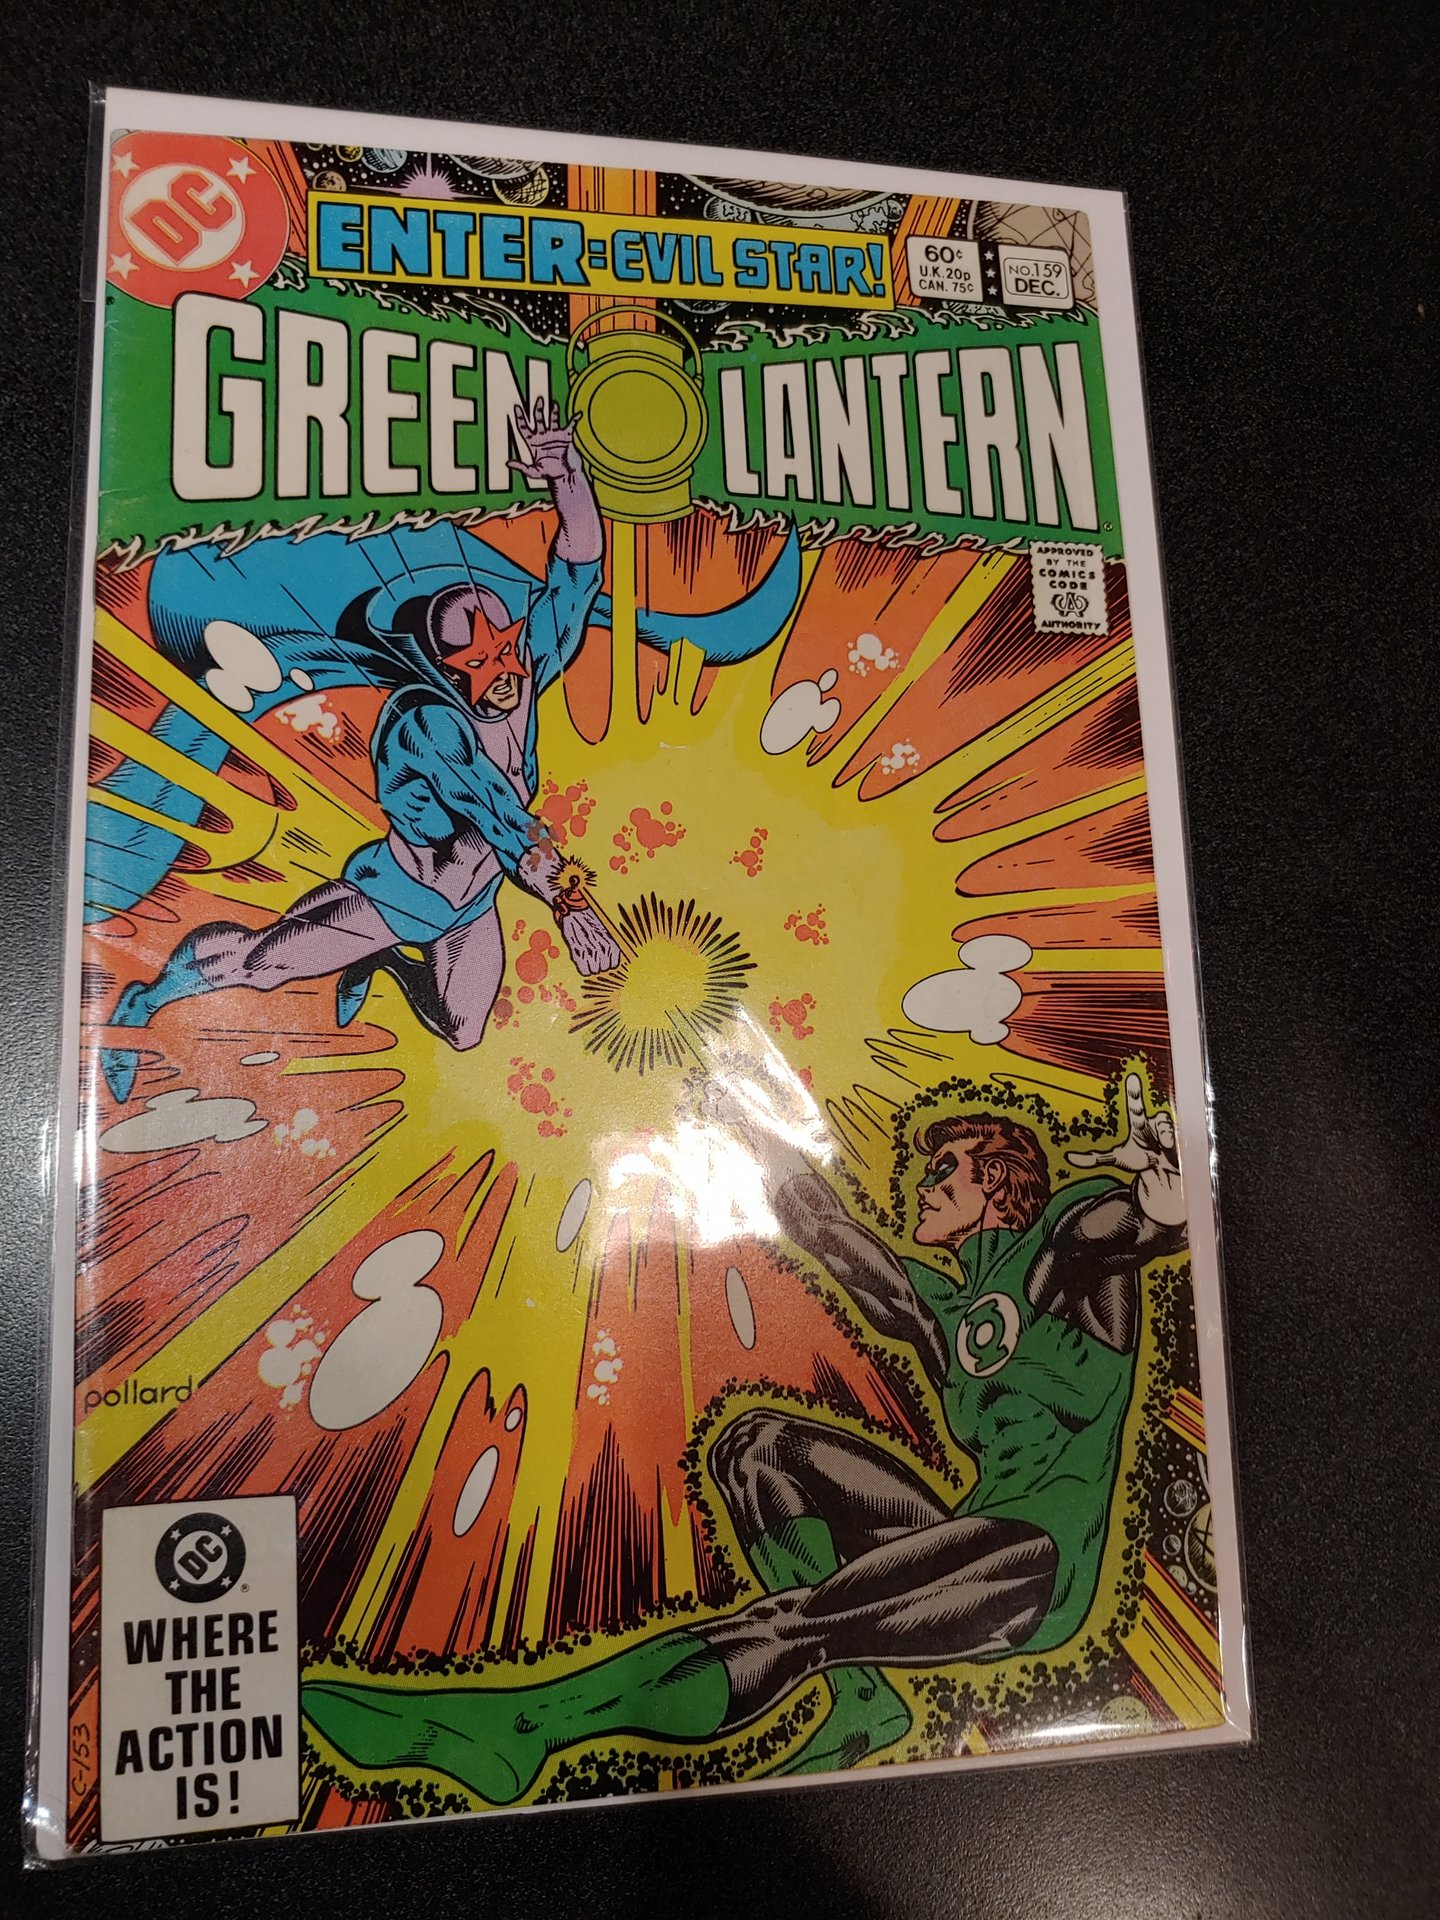 DC
ENTER: EVIL STAR!
60¢
U.K. 20p
CAN. 75¢
NO. 159
DEC.
GREEN LANTERN
APPROVED
BY THE
COMICS
CODE
CA
AUTHORITY
pollard
DC
WHERE
THE
ACTION
IS!
C-153